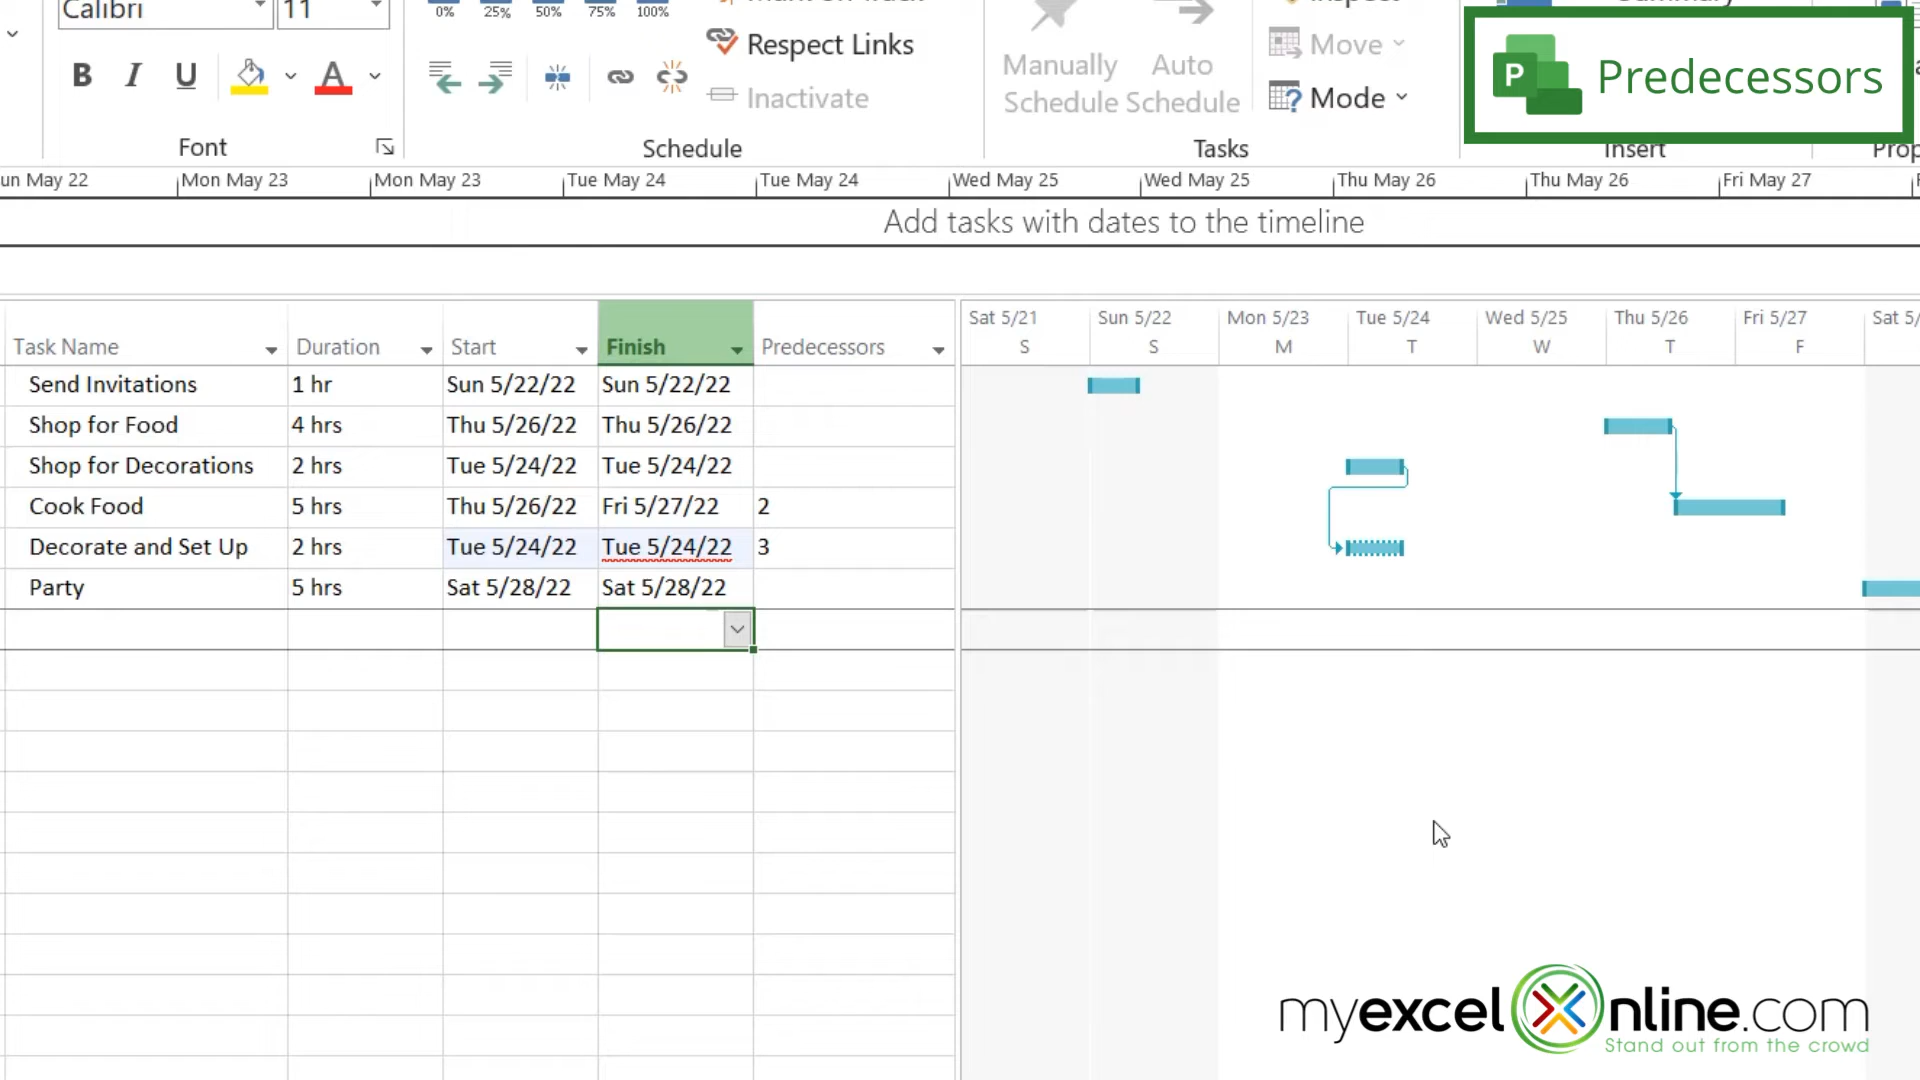 Calibri 11
0% 25% 50% 75% 100%
Respect Links
Inactivate
B I U A
Manually Schedule
Auto Schedule
Move
Mode
P Predecessors
Font
Schedule
Tasks
Insert
un May 22 Mon May 23 Mon May 23 Tue May 24 Tue May 24 Wed May 25 Wed May 25 Thu May 26 Thu May 26 Fri May 27
Add tasks with dates to the timeline
Task Name Duration Start Finish Predecessors
Send Invitations 1 hr Sun 5/22/22 Sun 5/22/22
Shop for Food 4 hrs Thu 5/26/22 Thu 5/26/22
Shop for Decorations 2 hrs Tue 5/24/22 Tue 5/24/22
Cook Food 5 hrs Thu 5/26/22 Fri 5/27/22 2
Decorate and Set Up 2 hrs Tue 5/24/22 Tue 5/24/22 3
Party 5 hrs Sat 5/28/22 Sat 5/28/22
Sat 5/21 Sun 5/22 Mon 5/23 Tue 5/24 Wed 5/25 Thu 5/26 Fri 5/27 Sat 5/
S S M T W T F
myexcelOnline.com
Stand out from the crowd